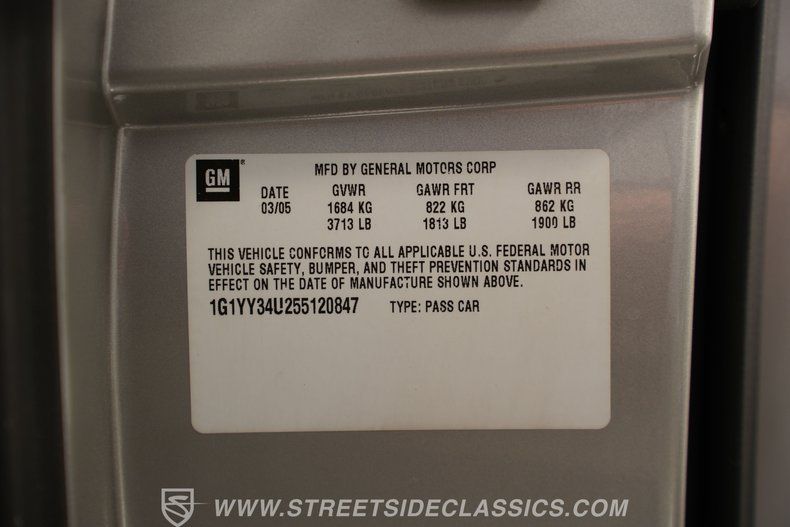 GM ® MFD BY GENERAL MOTORS CORP
DATE GVWR GAWR FRT GAWR RR
03/05 1684 KG 822 KG 862 KG
3713 LB 1813 LB 1900 LB
THIS VEHICLE CONFORMS TO ALL APPLICABLE U.S. FEDERAL MOTOR
VEHICLE SAFETY, BUMPER, AND THEFT PREVENTION STANDARDS IN
EFFECT ON THE DATE OF MANUFACTURE SHOWN ABOVE.
1G1YY34U255120847 TYPE: PASS CAR
WWW.STREETSIDECLASSICS.COM